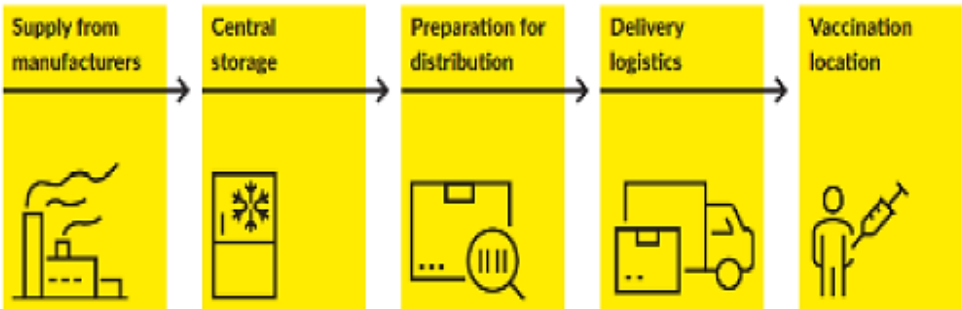 Supply from
manufacturers
Central
storage
Preparation for
distribution
Delivery
logistics
Vaccination
location